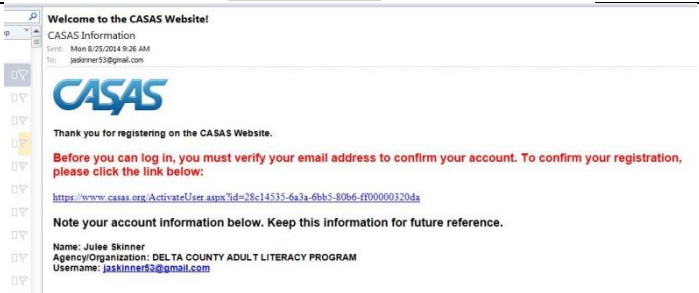 Welcome to the CASAS Website!
CASAS Information
Sent: Mon 8/25/2014 9:26 AM
To: jaskinner53@gmail.com
CASAS
Thank you for registering on the CASAS Website.
Before you can log in, you must verify your email address to confirm your account. To confirm your registration,
please click the link below:
https://www.casas.org/ActivateUser.aspx?id=28c14535-6a3a-6bb5-80b6-ff00000320da
Note your account information below. Keep this information for future reference.
Name: Julee Skinner
Agency/Organization: DELTA COUNTY ADULT LITERACY PROGRAM
Username: jaskinner53@gmail.com